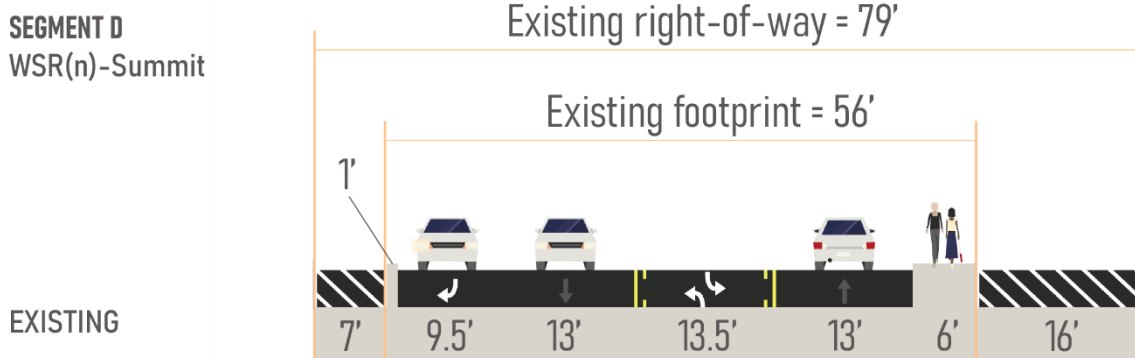 SEGMENT D
WSR(n)-Summit
Existing right-of-way = 79’
Existing footprint = 56’
1’
EXISTING
7’ 9.5’ 13’ 13.5’ 13’ 6’ 16’